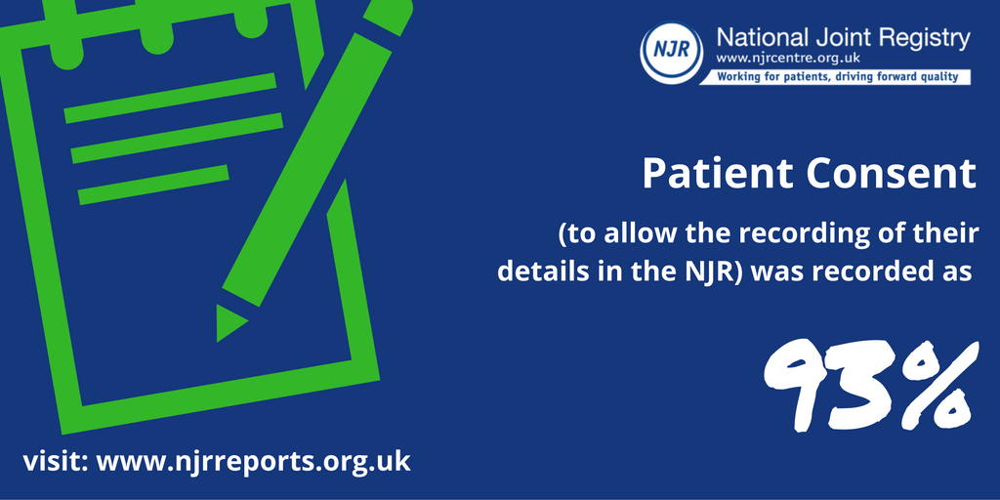 NJR
National Joint Registry
www.njrcentre.org.uk
Working for patients, driving forward quality
Patient Consent
(to allow the recording of their
details in the NJR) was recorded as
93%
visit: www.njrreports.org.uk